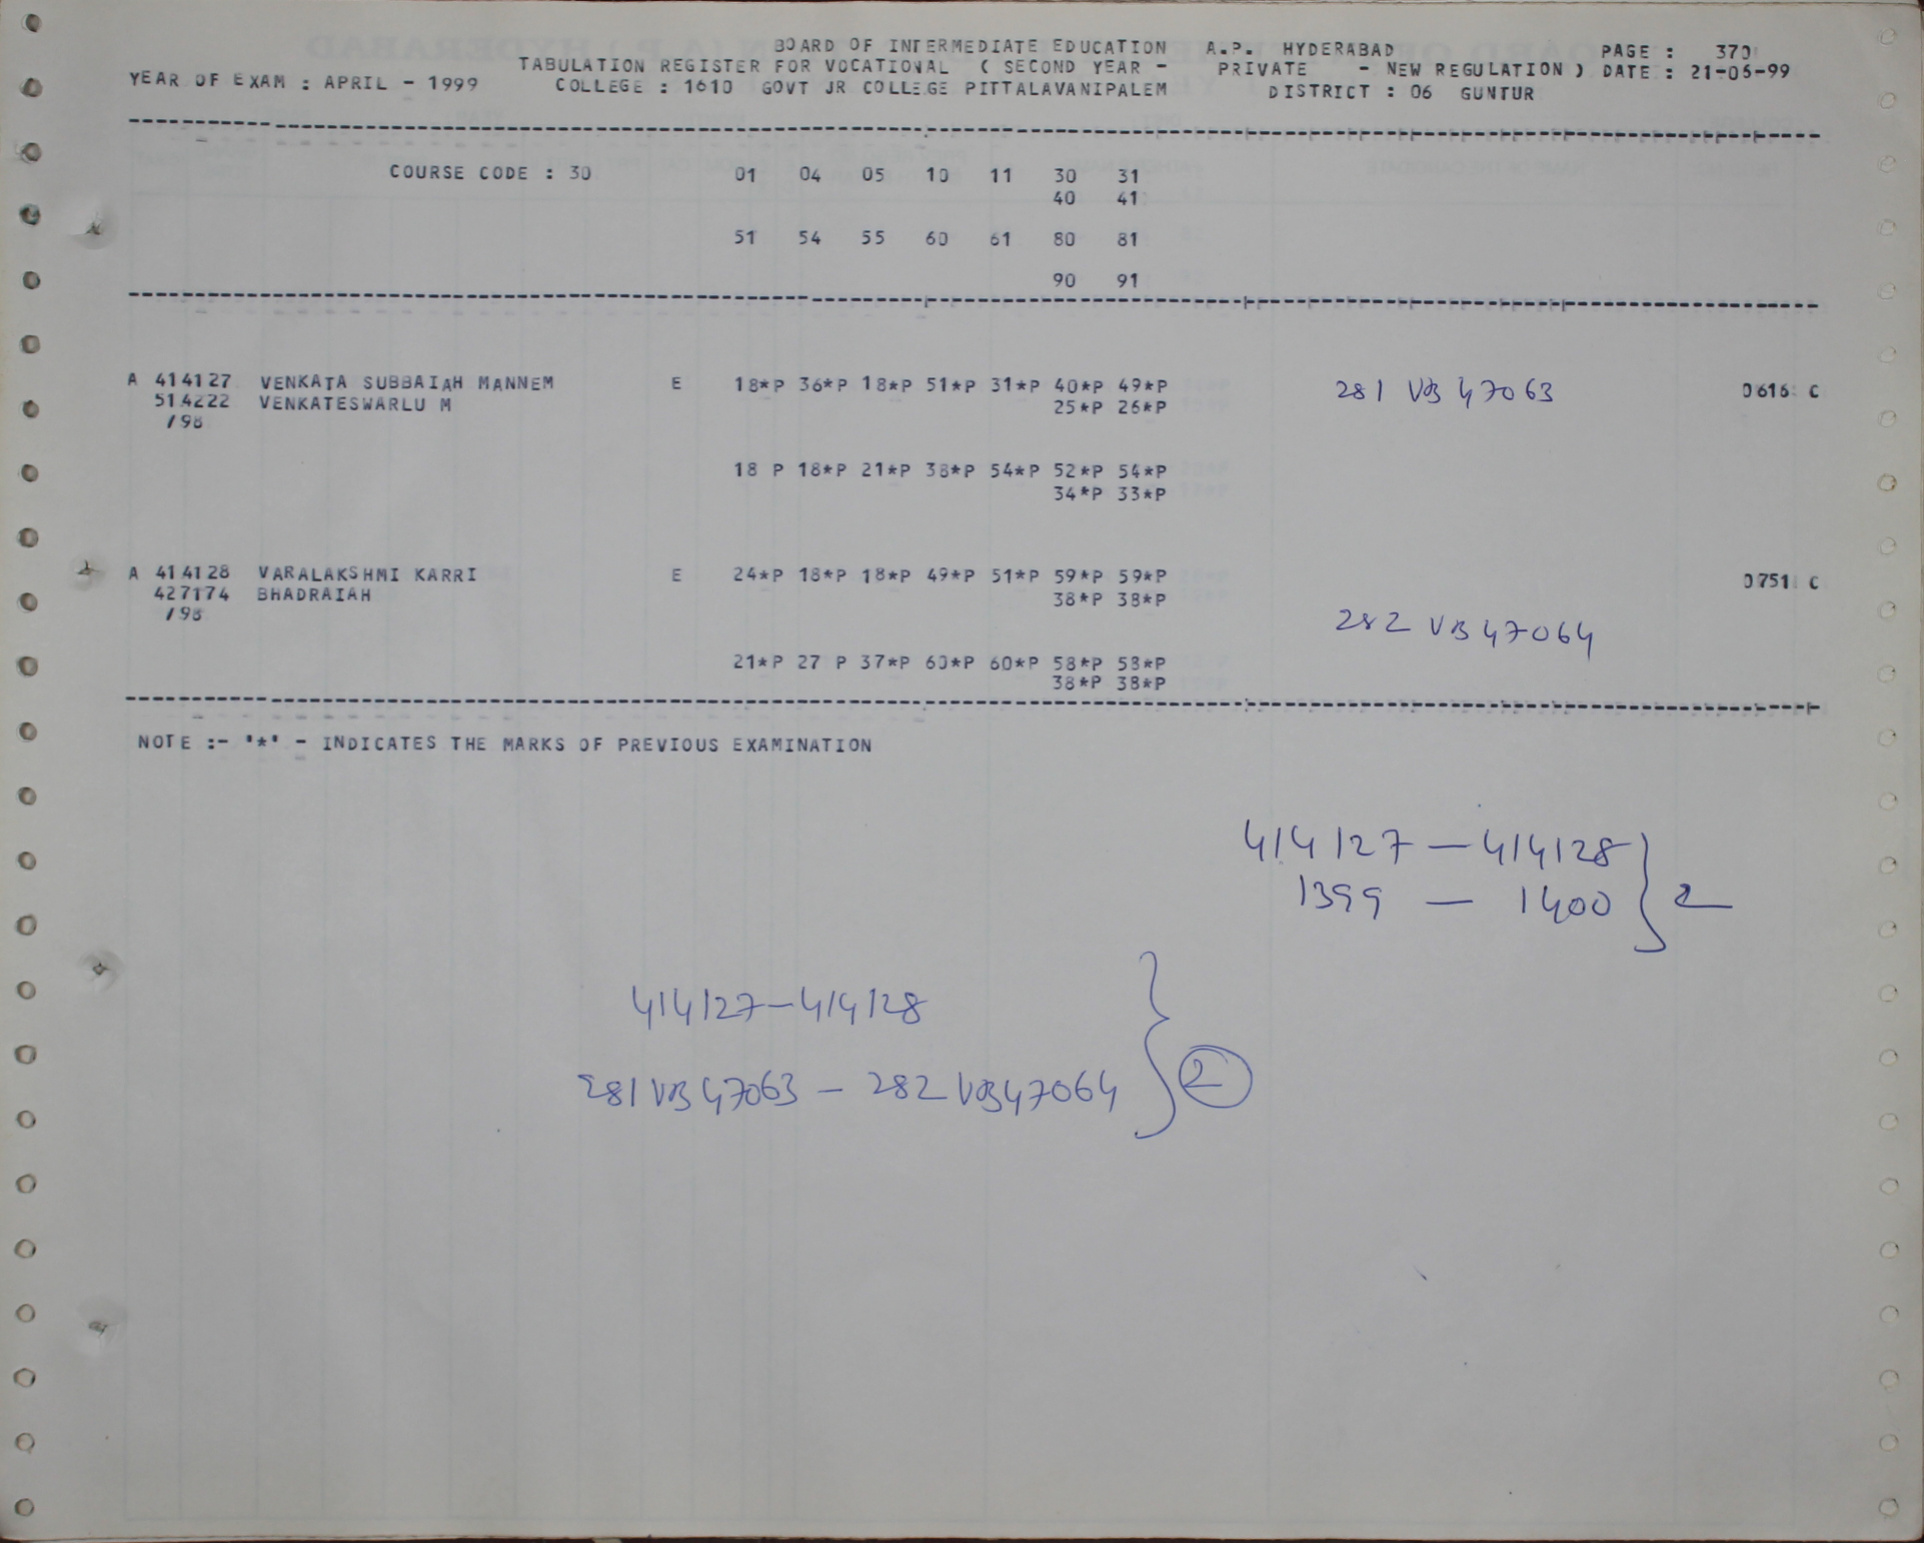 BOARD OF INTERMEDIATE EDUCATION A.P. HYDERABAD PAGE : 370
TABULATION REGISTER FOR VOCATIONAL ( SECOND YEAR - PRIVATE - NEW REGULATION ) DATE : 21-06-99
YEAR OF EXAM : APRIL - 1999 COLLEGE : 1610 GOVT JR COLLEGE PITTALAVANIPALEM DISTRICT : 06 GUNTUR
COURSE CODE : 30 01 04 05 10 11 30 31
40 41
51 54 55 60 61 80 81
90 91
A 414127 VENKATA SUBBAIAH MANNEM E 18*P 36*P 18*P 51*P 31*P 40*P 49*P 281 VB 47063 0616 C
514222 VENKATESWARLU M 25*P 26*P
/98
18 P 18*P 21*P 38*P 54*P 52*P 54*P
34*P 33*P
A 414128 VARALAKSHMI KARRI E 24*P 18*P 18*P 49*P 51*P 59*P 59*P 0751 C
427174 BHADRAIAH 38*P 38*P
/98 282 VB 47064
21*P 27 P 37*P 60*P 60*P 58*P 58*P
38*P 38*P
NOTE :- '*' - INDICATES THE MARKS OF PREVIOUS EXAMINATION
414127 — 414128
1399 — 1400 } 2
414127 — 414128
281 VB 47063 — 282 VB 47064 } 2